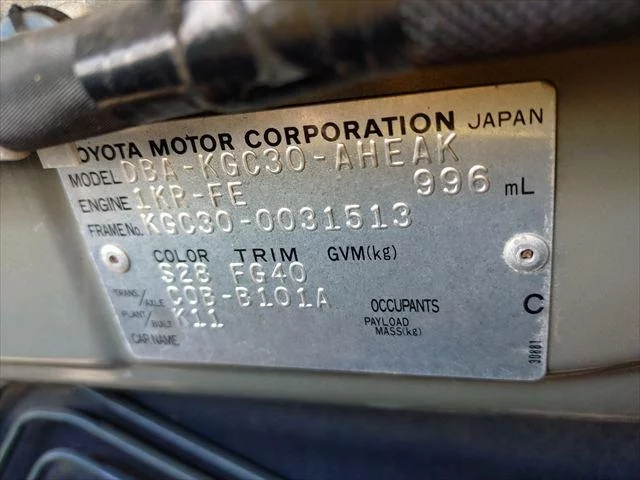 TOYOTA MOTOR CORPORATION JAPAN
MODEL DBA-KGC30-AHEAK
ENGINE 1KR-FE 996 mL
FRAME No. KGC30-0031513
COLOR TRIM GVM(kg)
S28 FG40
TRANS./AXLE C0B-B101A OCCUPANTS C
PLANT/BUILT K11 PAYLOAD MASS(kg)
CAR NAME
30881